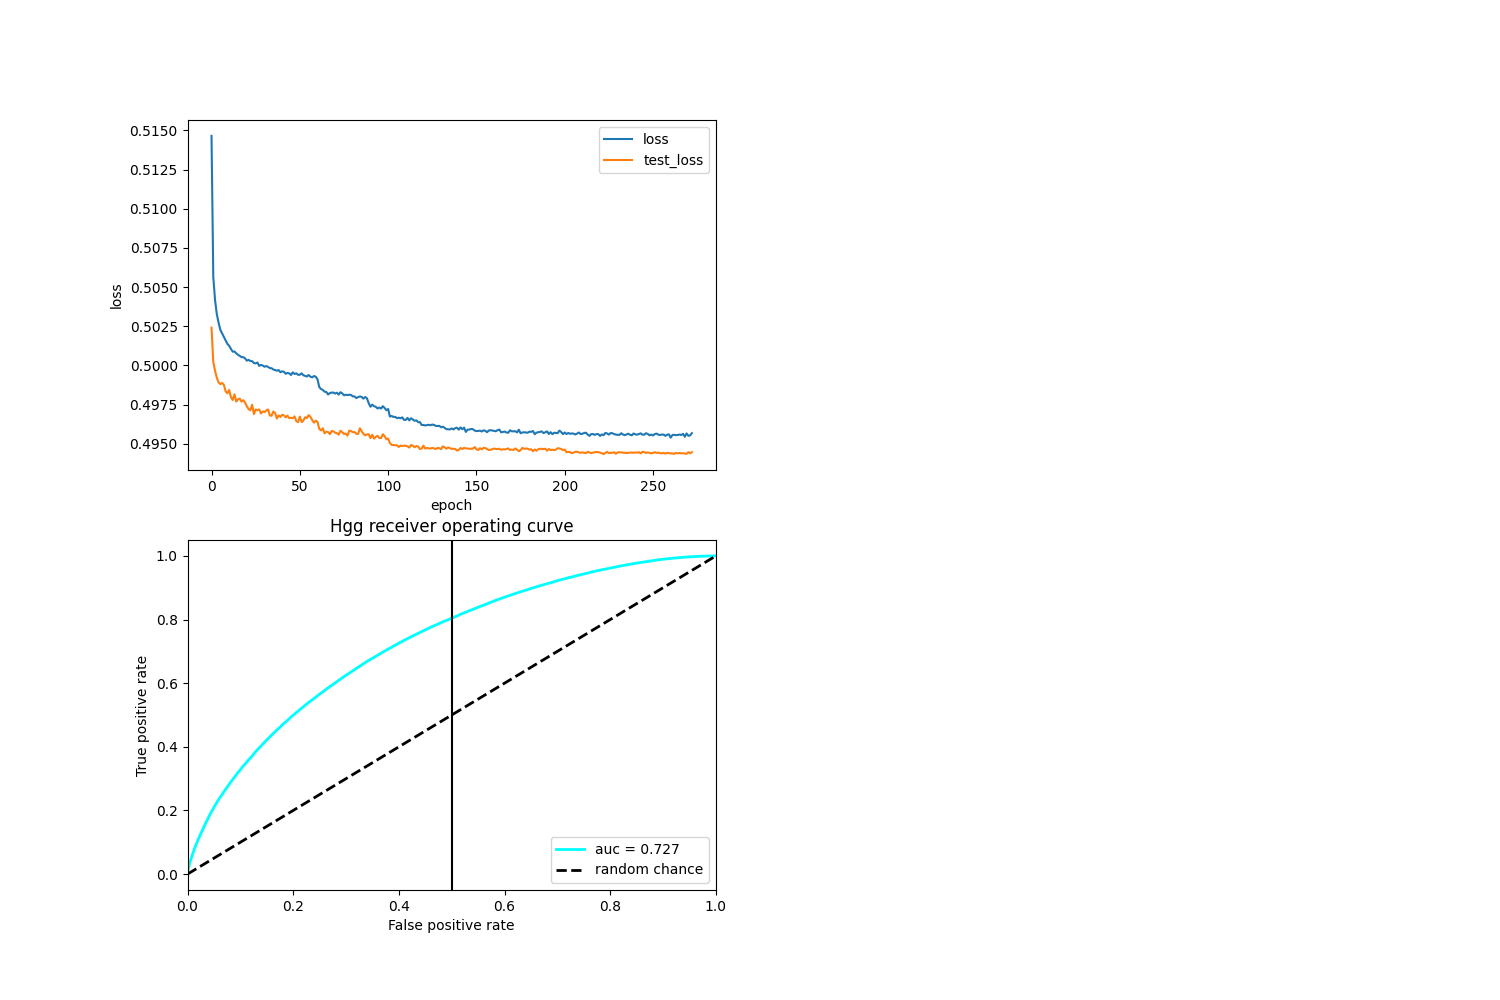 0.5150
0.5125
0.5100
0.5075
0.5050
0.5025
0.5000
0.4975
0.4950
loss
loss
test_loss
0 50 100 150 200 250
epoch
Hgg receiver operating curve
1.0
0.8
0.6
0.4
0.2
0.0
True positive rate
auc = 0.727
random chance
0.0 0.2 0.4 0.6 0.8 1.0
False positive rate